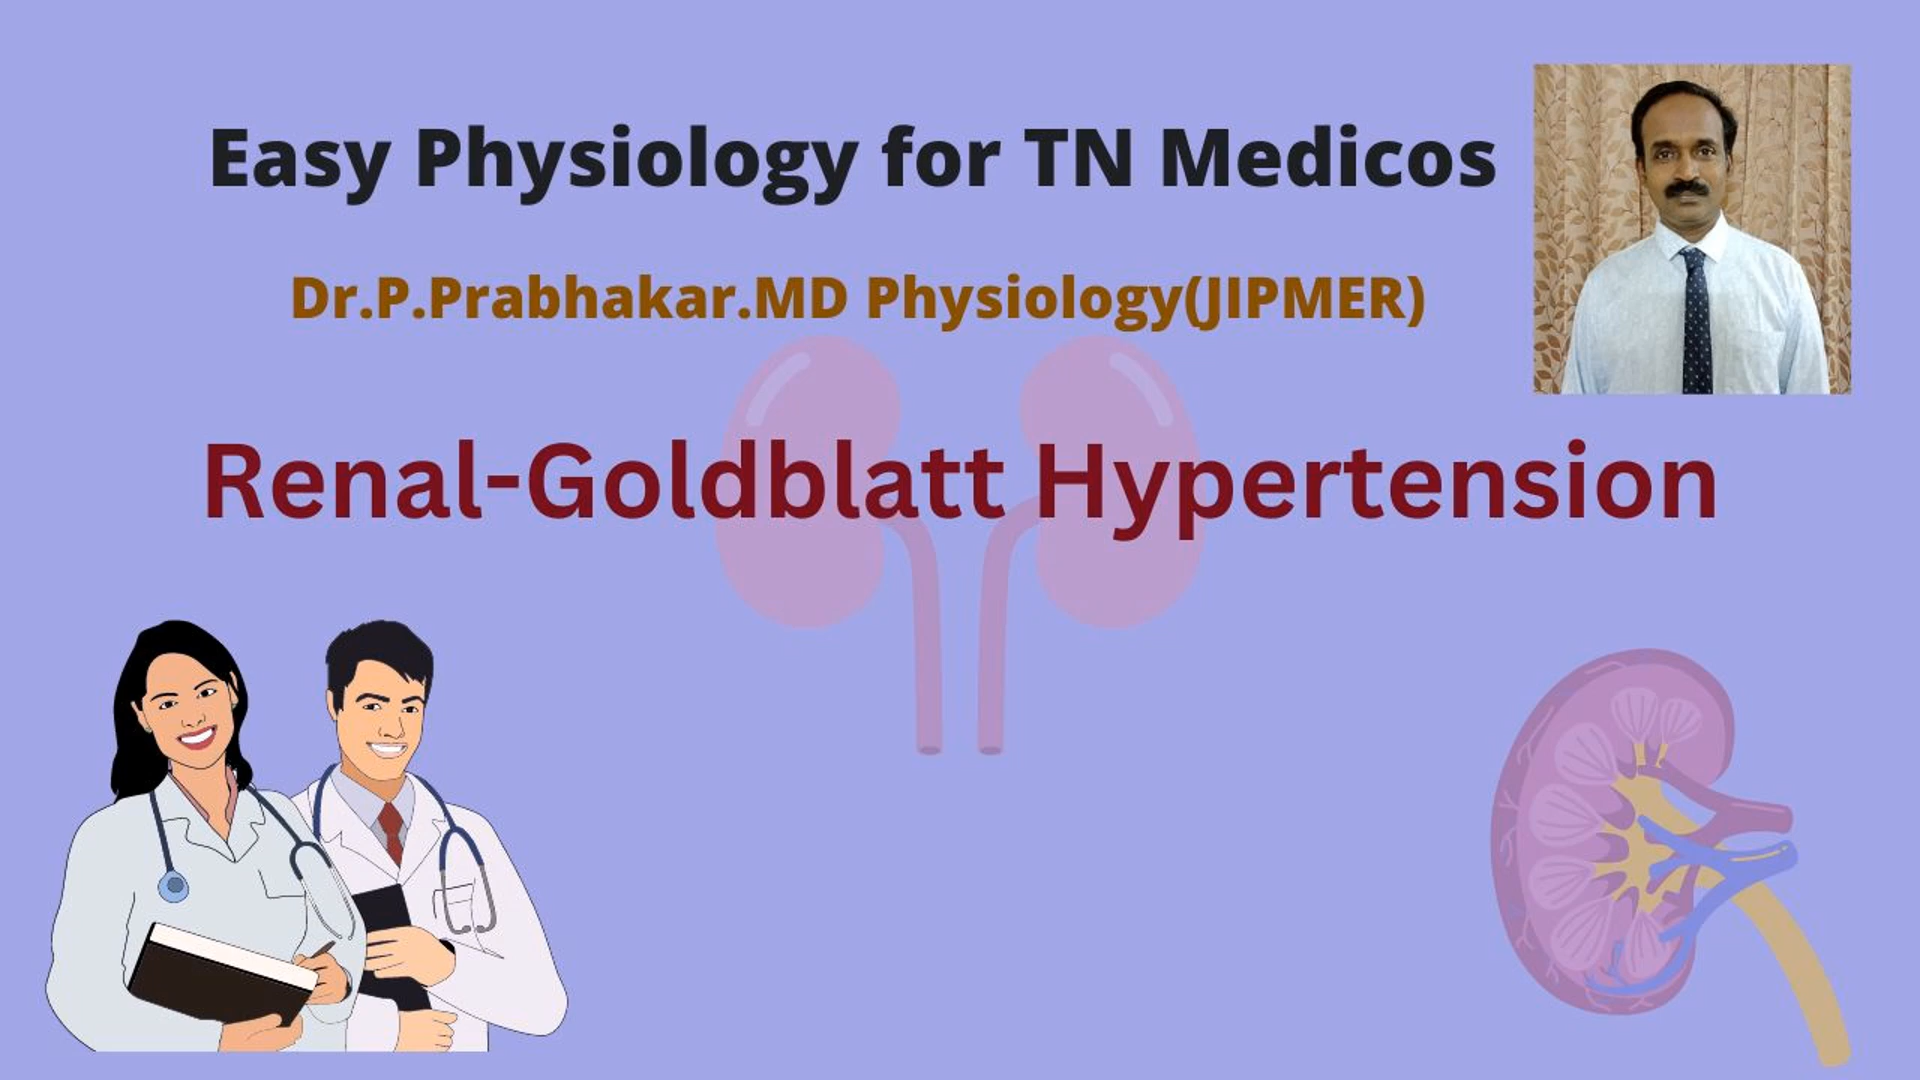 Easy Physiology for TN Medicos
Dr.P.Prabhakar.MD Physiology(JIPMER)
Renal-Goldblatt Hypertension